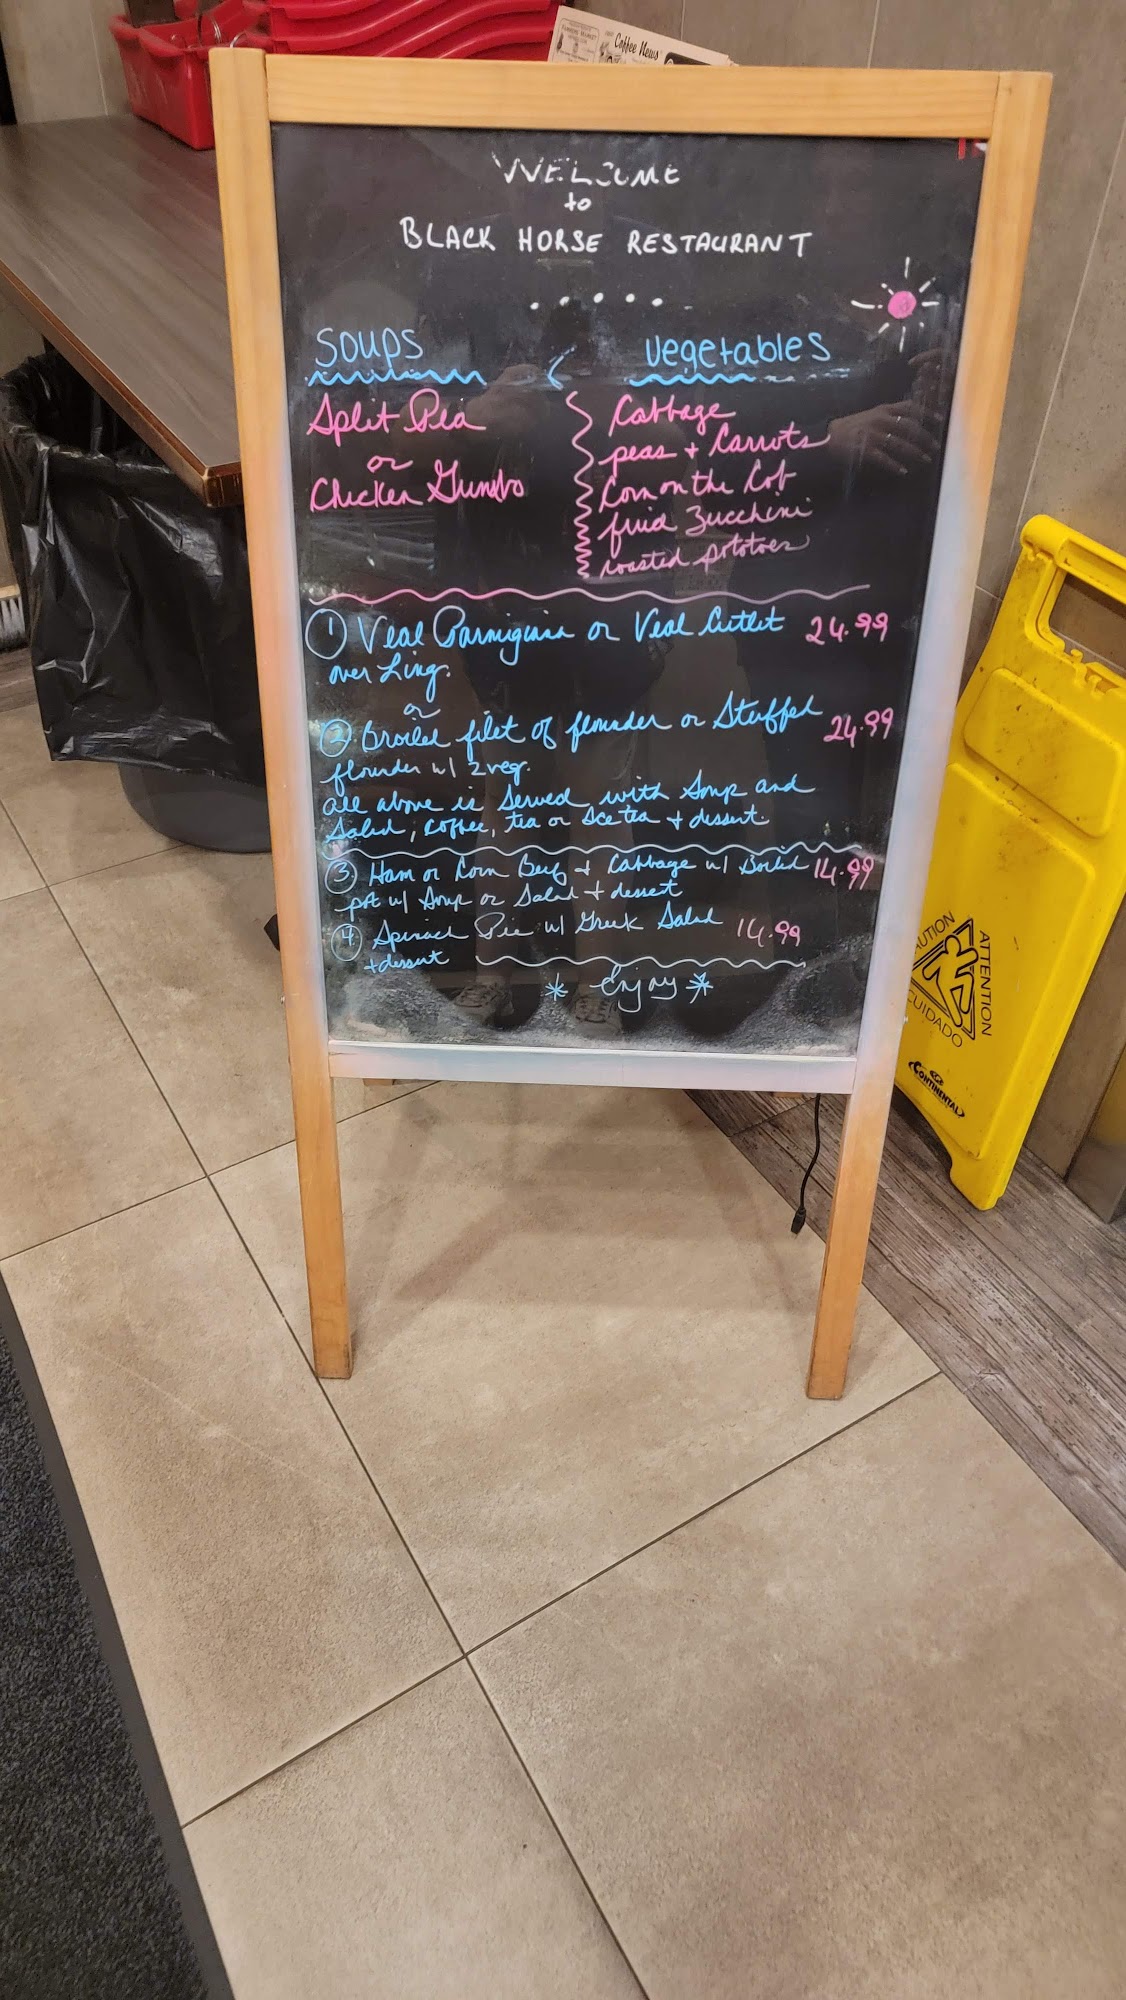 Coffee News
WELCOME
to
BLACK HORSE RESTAURANT
SOUPS
Split Pea
or
Chicken Gumbo
Vegetables
Cabbage
peas + Carrots
Corn on the Cob
fried Zucchini
roasted pototoes
1 Veal Parmigiana or Veal Cutlet 24.99
over Ling.
or
2 Broiled filet of flounder or Stuffed 24.99
flounder w/ 2 veg.
all above is Served with Soup and
Salad, coffee, tea or Ice tea + dessert.
3 Ham or Corn Beef + Cabbage w/ Boiled 14.99
pot w/ Soup or Salad + dessert
4. Spinach Pie w/ Greek Salad 14.99
+ dessert
* Enjoy *
CAUTION
ATTENTION
CUIDADO
CONTINENTAL